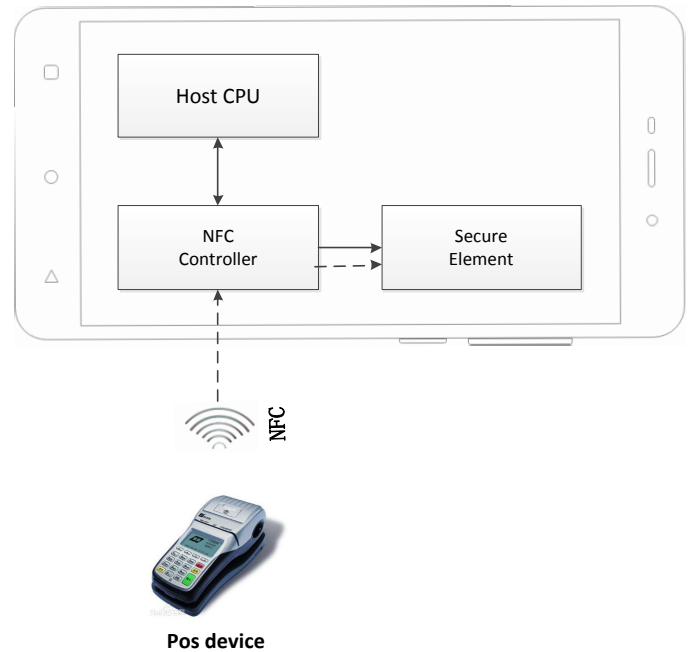 Host CPU
NFC
Controller
Secure
Element
NFC
Pos device